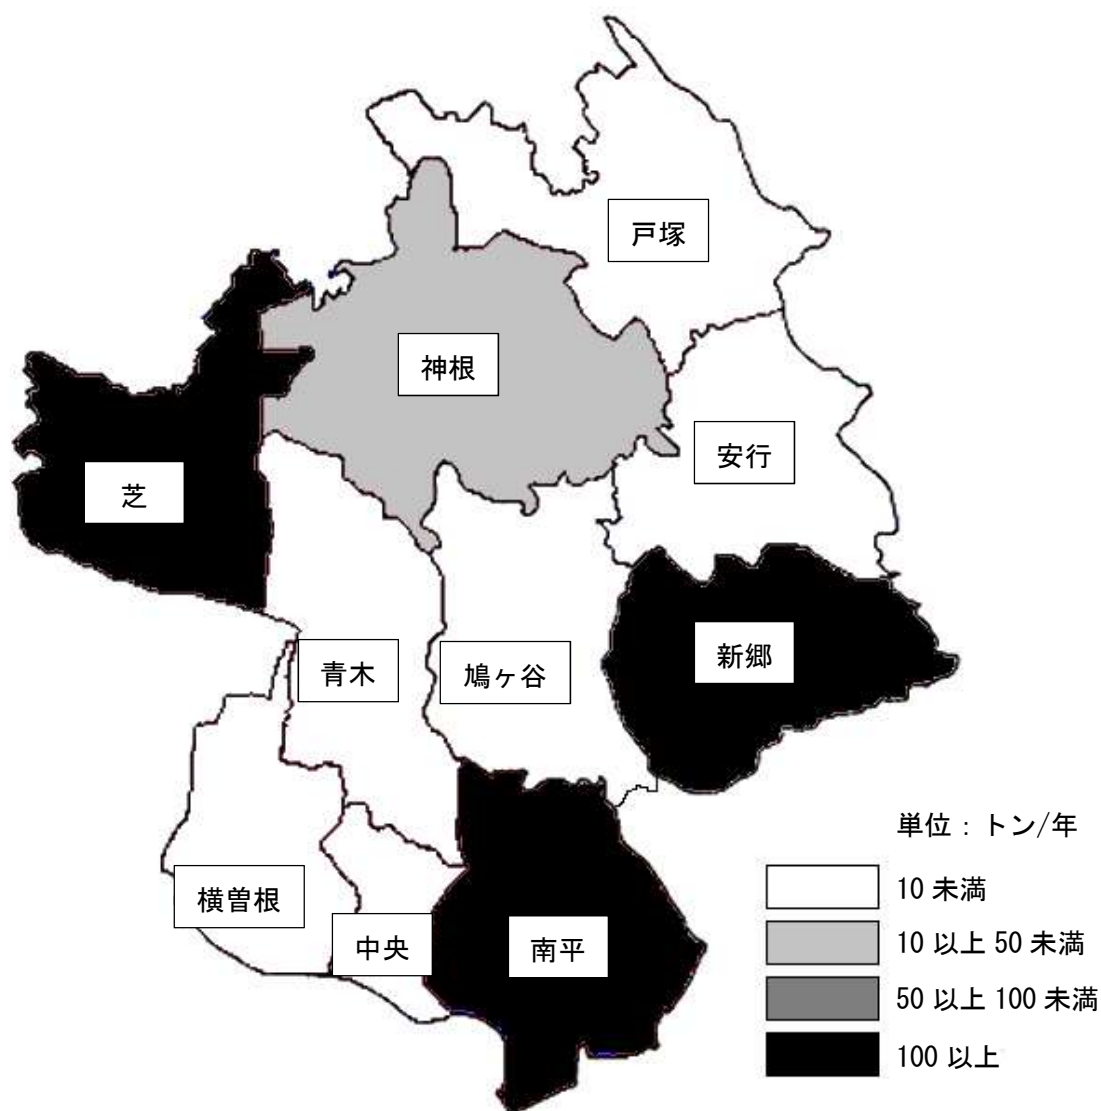 戸塚
神根
安行
芝
新郷
青木
鳩ヶ谷
横曽根
中央
南平
単位：トン/年
10 未満
10 以上 50 未満
50 以上 100 未満
100 以上